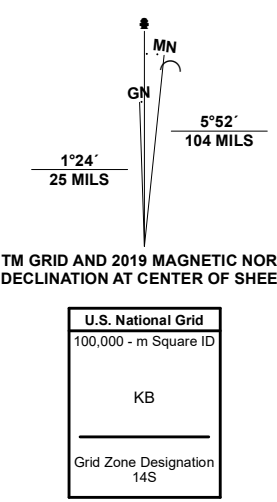 MN
GN
5°52´
104 MILS
1°24´
25 MILS
TM GRID AND 2019 MAGNETIC NOR
DECLINATION AT CENTER OF SHEE
U.S. National Grid
100,000 - m Square ID
KB
Grid Zone Designation
14S